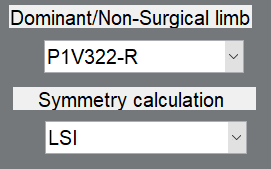 Dominant/Non-Surgical limb
P1V322-R
Symmetry calculation
LSI